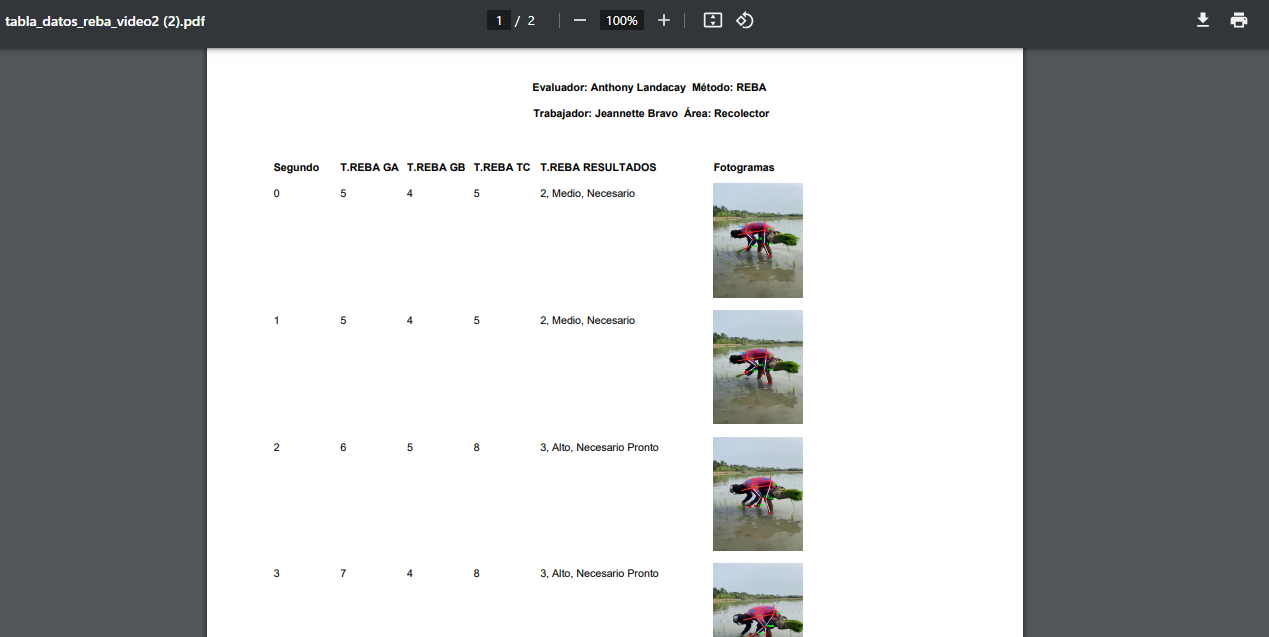 tabla_datos_reba_video2 (2).pdf
1 / 2
100%
Evaluador: Anthony Landacay Método: REBA
Trabajador: Jeannette Bravo Área: Recolector
Segundo T.REBA GA T.REBA GB T.REBA TC T.REBA RESULTADOS Fotogramas
0 5 4 5 2, Medio, Necesario
1 5 4 5 2, Medio, Necesario
2 6 5 8 3, Alto, Necesario Pronto
3 7 4 8 3, Alto, Necesario Pronto